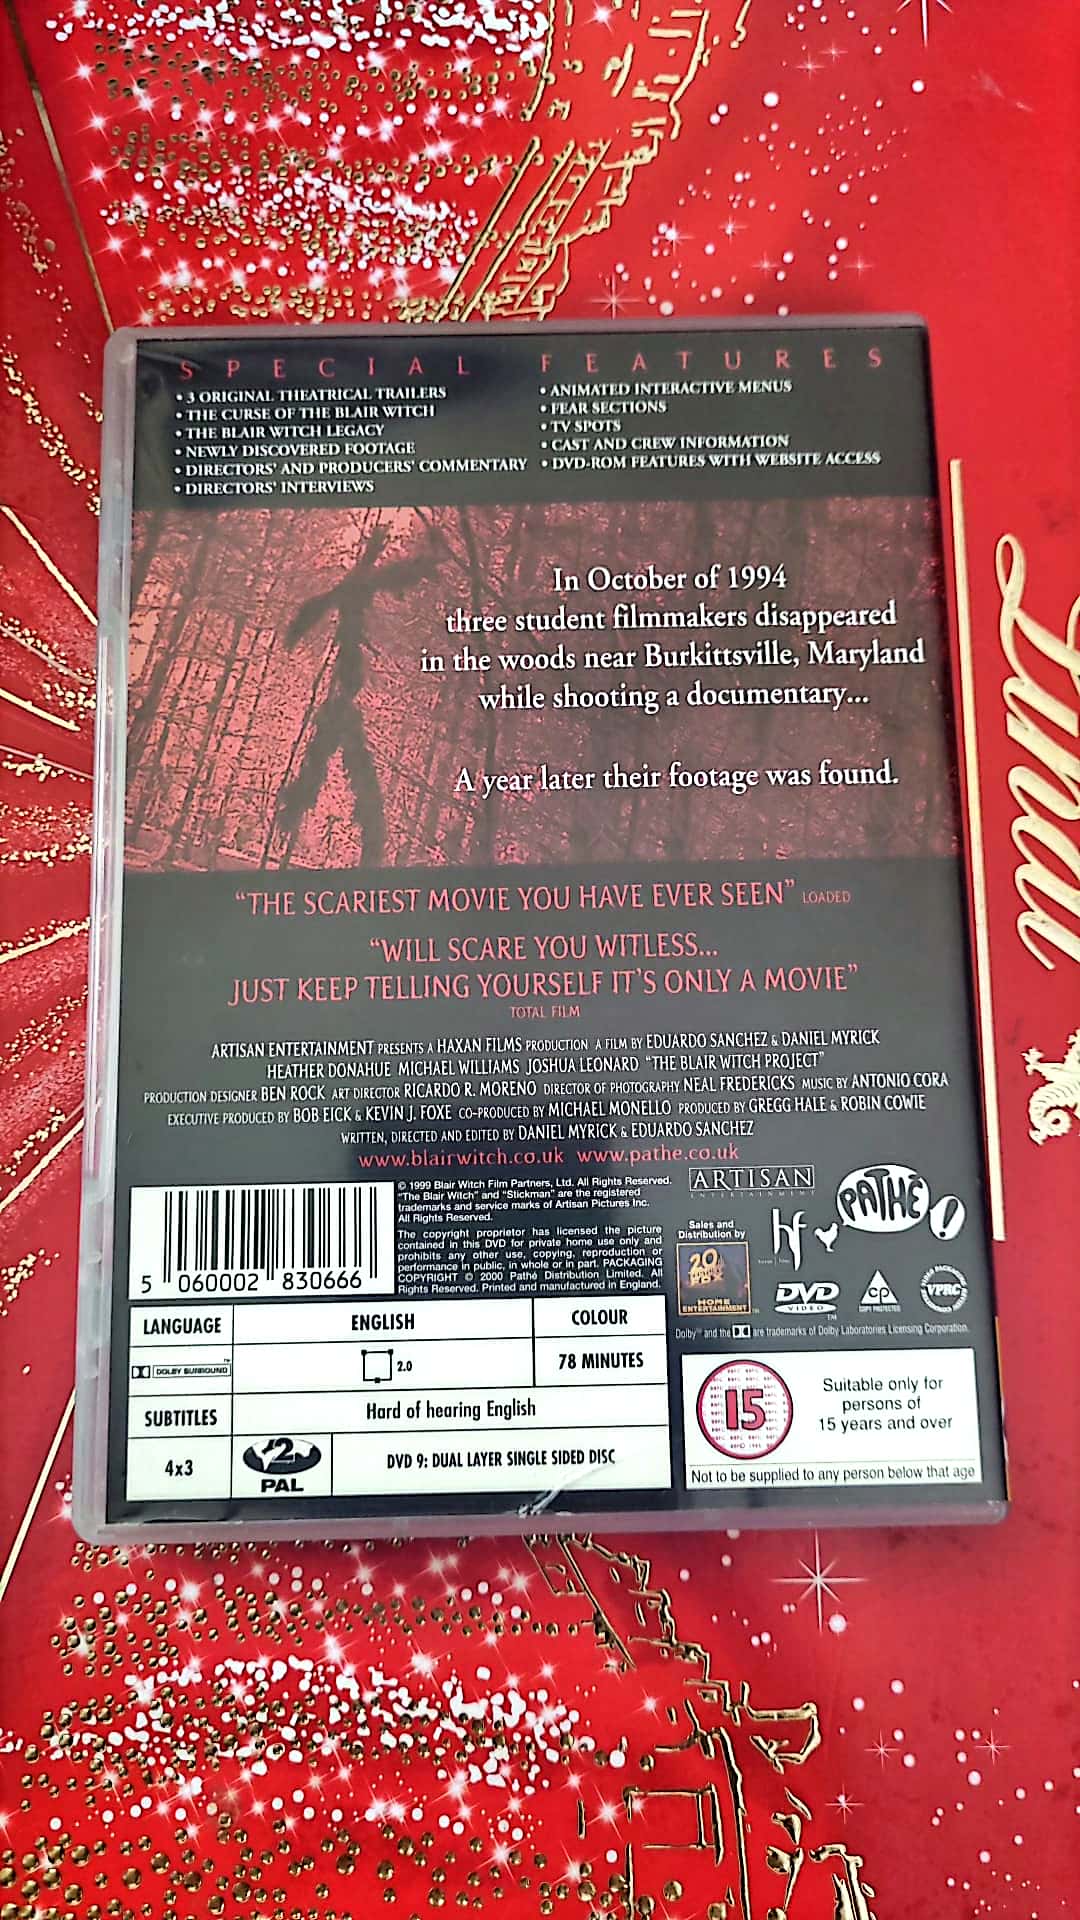 SPECIAL FEATURES
• 3 ORIGINAL THEATRICAL TRAILERS
• THE CURSE OF THE BLAIR WITCH
• THE BLAIR WITCH LEGACY
• NEWLY DISCOVERED FOOTAGE
• DIRECTORS' AND PRODUCERS' COMMENTARY
• DIRECTORS' INTERVIEWS
• ANIMATED INTERACTIVE MENUS
• FEAR SECTIONS
• TV SPOTS
• CAST AND CREW INFORMATION
• DVD-ROM FEATURES WITH WEBSITE ACCESS
In October of 1994
three student filmmakers disappeared
in the woods near Burkittsville, Maryland
while shooting a documentary...
A year later their footage was found.
"THE SCARIEST MOVIE YOU HAVE EVER SEEN" LOADED
"WILL SCARE YOU WITLESS...
JUST KEEP TELLING YOURSELF IT'S ONLY A MOVIE"
TOTAL FILM
ARTISAN ENTERTAINMENT PRESENTS A HAXAN FILMS PRODUCTION A FILM BY EDUARDO SANCHEZ & DANIEL MYRICK
HEATHER DONAHUE MICHAEL WILLIAMS JOSHUA LEONARD "THE BLAIR WITCH PROJECT"
PRODUCTION DESIGNER BEN ROCK ART DIRECTOR RICARDO R. MORENO DIRECTOR OF PHOTOGRAPHY NEAL FREDERICKS MUSIC BY ANTONIO CORA
EXECUTIVE PRODUCED BY BOB EICK & KEVIN J. FOXE CO-PRODUCED BY MICHAEL MONELLO PRODUCED BY GREGG HALE & ROBIN COWIE
WRITTEN, DIRECTED AND EDITED BY DANIEL MYRICK & EDUARDO SANCHEZ
www.blairwitch.co.uk www.pathe.co.uk
© 1999 Blair Witch Film Partners, Ltd. All Rights Reserved.
"The Blair Witch" and "Stickman" are the registered
trademarks and service marks of Artisan Pictures Inc.
All Rights Reserved.
The copyright proprietor has licensed the picture
contained in this DVD for private home use only and
prohibits any other use, copying, reproduction or
performance in public, in whole or in part. PACKAGING
COPYRIGHT © 2000 Pathé Distribution Limited. All
Rights Reserved. Printed and manufactured in England.
5 060002 830666
ARTISAN
ENTERTAINMENT
PATHE!
hf
Sales and
Distribution by
20
FOX
HOME
ENTERTAINMENT
DVD
VIDEO
CP
COPY PROTECTED
VPRC
Dolby™ and the DD are trademarks of Dolby Laboratories Licensing Corporation.
LANGUAGE ENGLISH COLOUR
DOLBY SURROUND 2.0 78 MINUTES
SUBTITLES Hard of hearing English
4x3 2 PAL DVD 9: DUAL LAYER SINGLE SIDED DISC
15
Suitable only for
persons of
15 years and over
Not to be supplied to any person below that age
Lindt